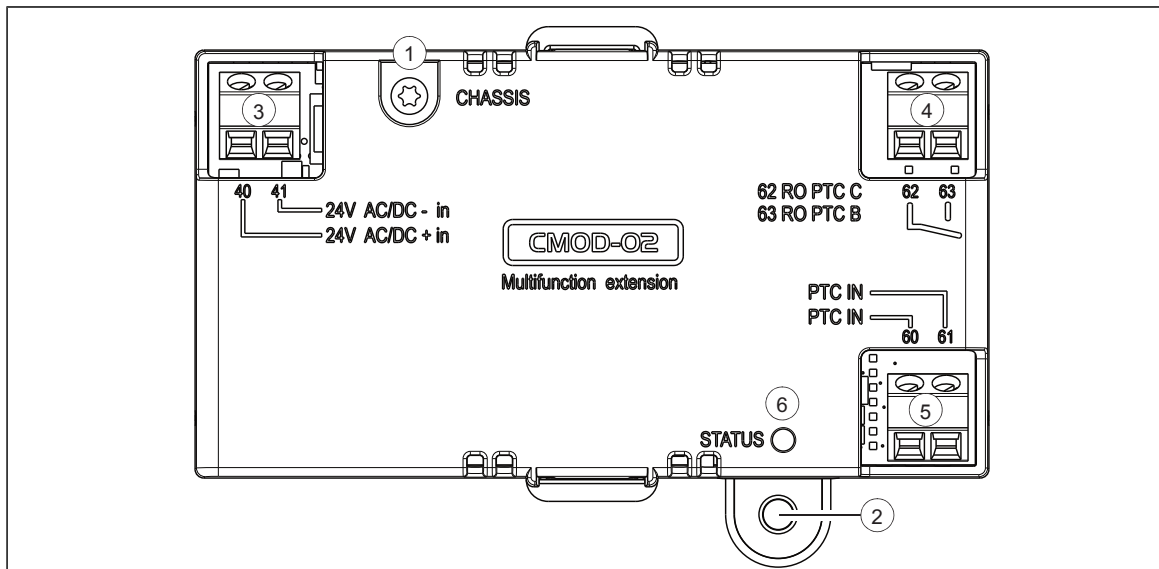 1
3
CHASSIS
4
40 41
24V AC/DC - in
24V AC/DC + in
62 RO PTC C
63 RO PTC B
62 63
CMOD-02
Multifunction extension
PTC IN
PTC IN
60 61
5
6
STATUS
2